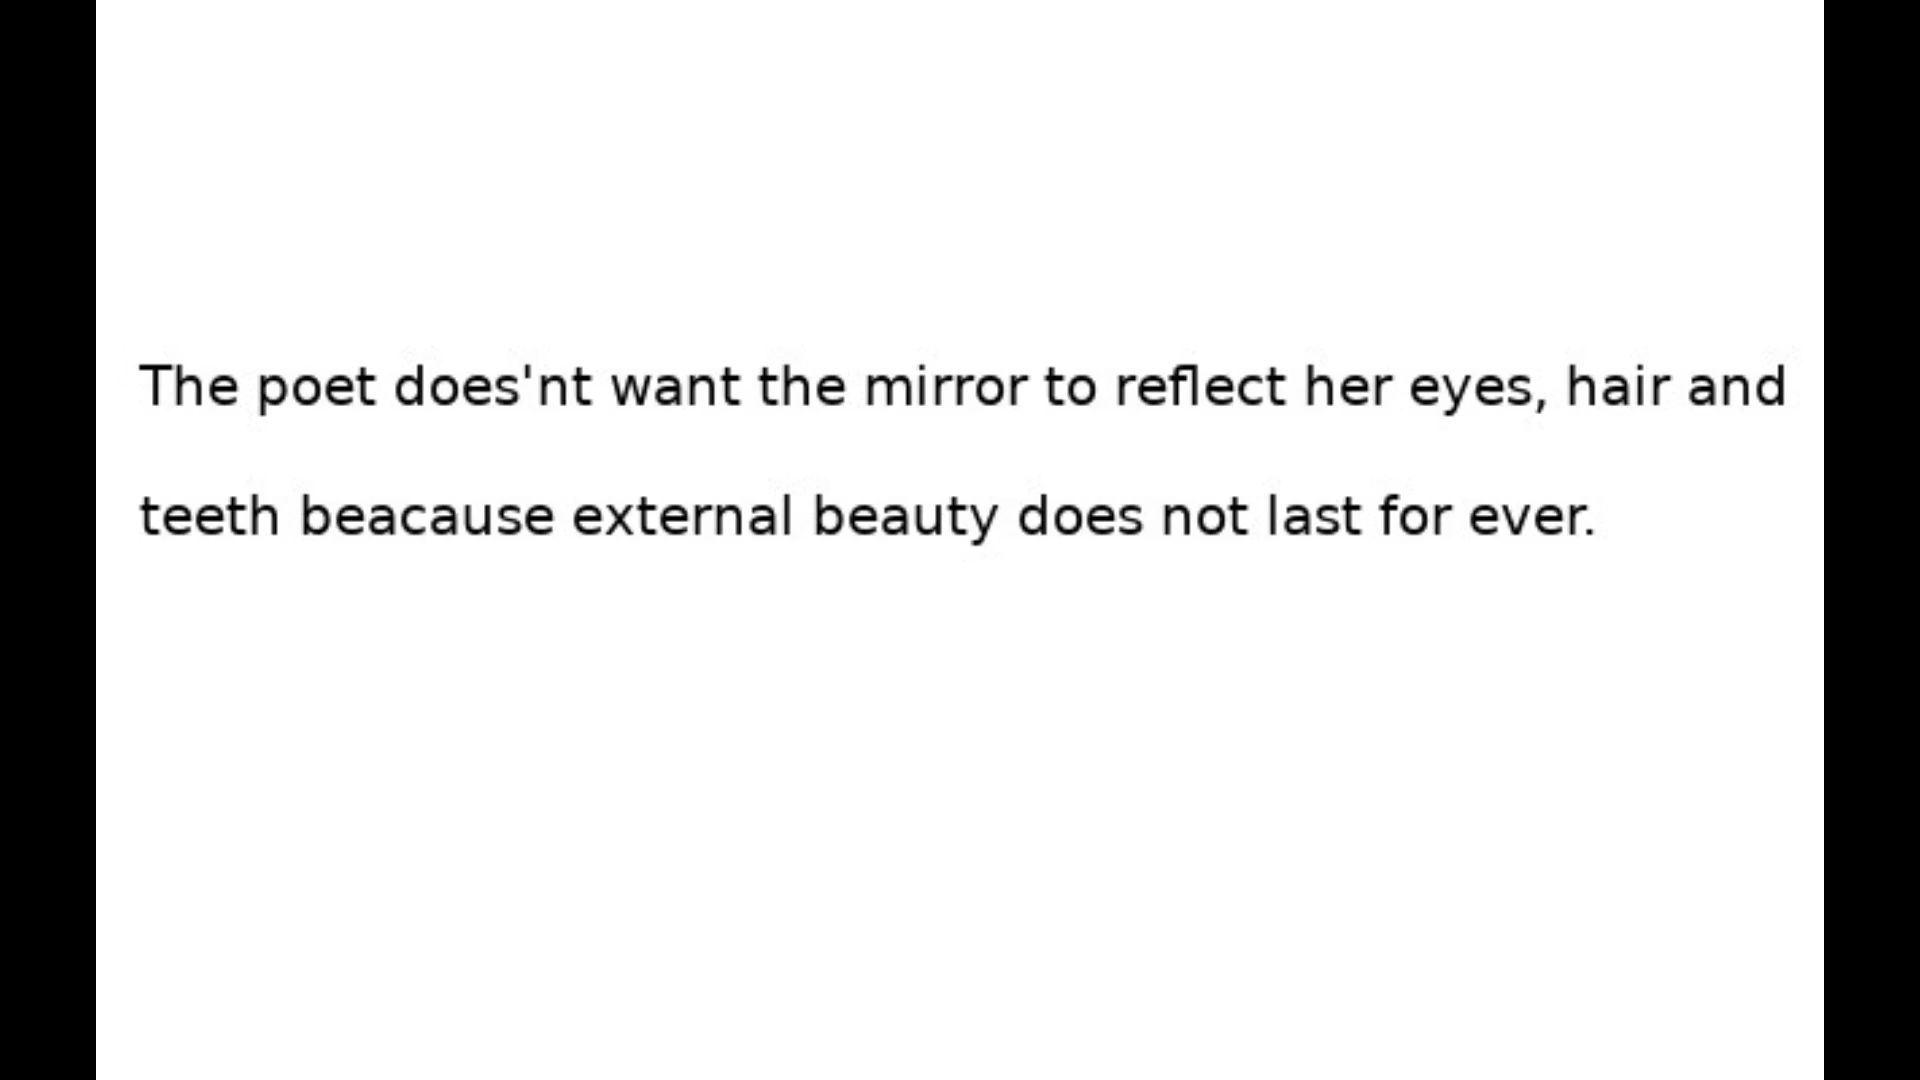 The poet does'nt want the mirror to reflect her eyes, hair and
teeth beacause external beauty does not last for ever.